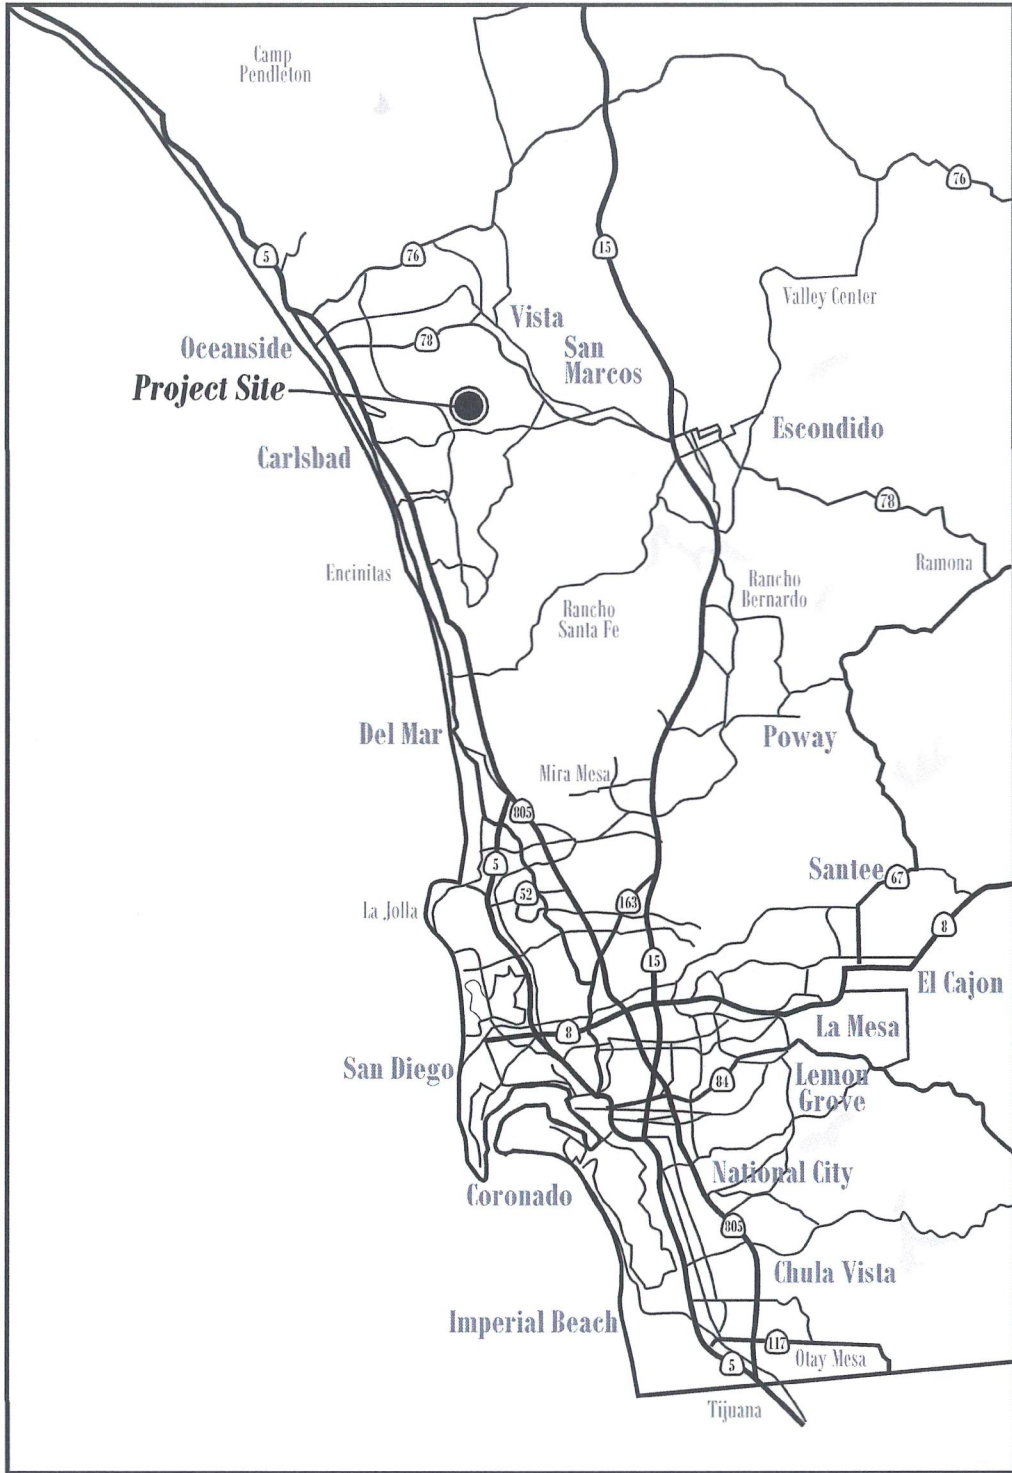 Camp
Pendleton
76
5
76
15
Valley Center
Vista
78
Oceanside
San
Marcos
Project Site
Escondido
Carlsbad
78
Ramona
Encinitas
Rancho
Bernardo
Rancho
Santa Fe
Del Mar
Poway
Mira Mesa
805
5
Santee
67
52
163
La Jolla
8
15
El Cajon
8
La Mesa
San Diego
84
Lemon
Grove
National City
Coronado
805
Chula Vista
Imperial Beach
117
5
Otay Mesa
Tijuana